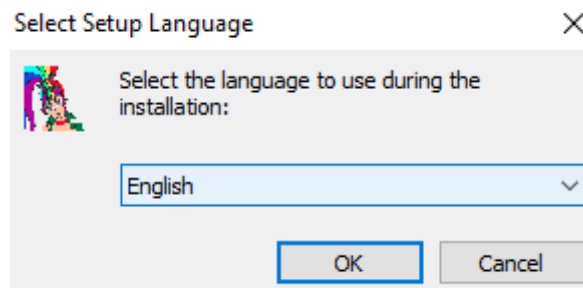 Select Setup Language
Select the language to use during the
installation:
English
OK
Cancel